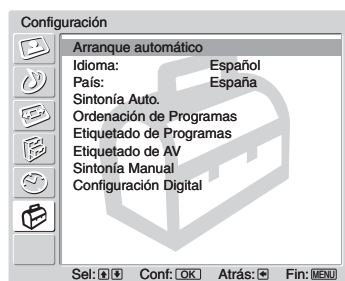 Configuración
Arranque automático
Idioma: Español
País: España
Sintonía Auto.
Ordenación de Programas
Etiquetado de Programas
Etiquetado de AV
Sintonía Manual
Configuración Digital
Sel: Conf: OK Atrás: Fin: MENU